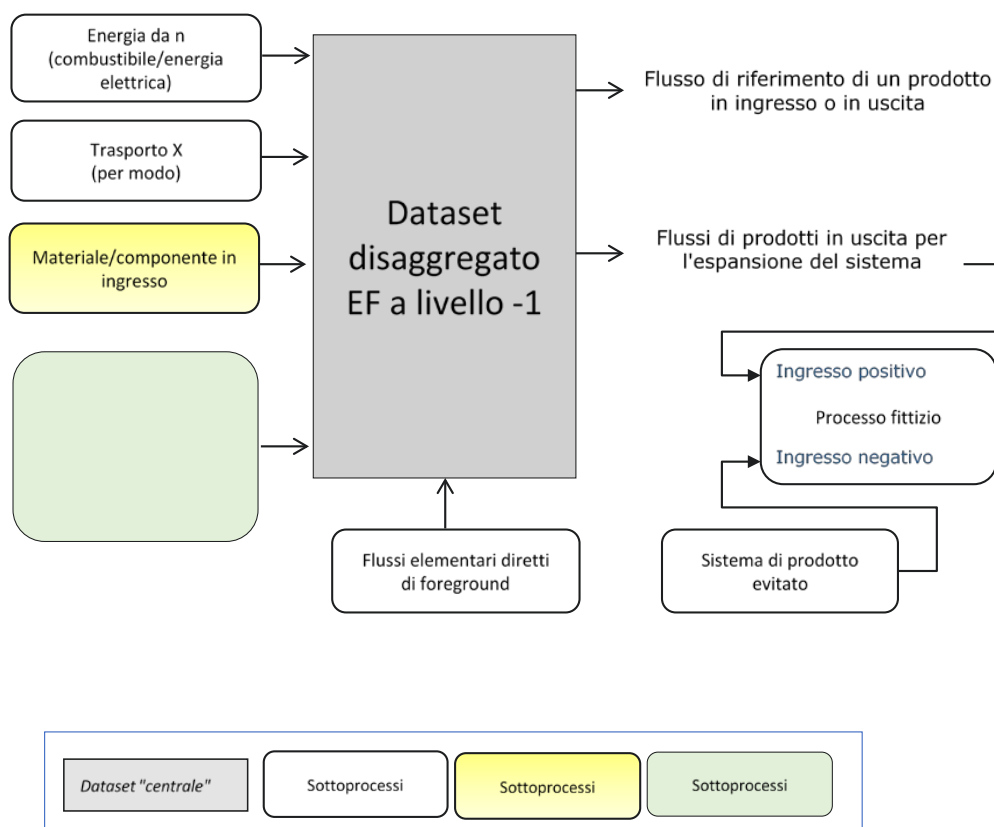 Energia da n
(combustibile/energia
elettrica)
Trasporto X
(per modo)
Materiale/componente in
ingresso
Dataset
disaggregato
EF a livello -1
Flusso di riferimento di un prodotto
in ingresso o in uscita
Flussi di prodotti in uscita per
l'espansione del sistema
Ingresso positivo
Processo fittizio
Ingresso negativo
Flussi elementari diretti
di foreground
Sistema di prodotto
evitato
Dataset "centrale"
Sottoprocessi
Sottoprocessi
Sottoprocessi